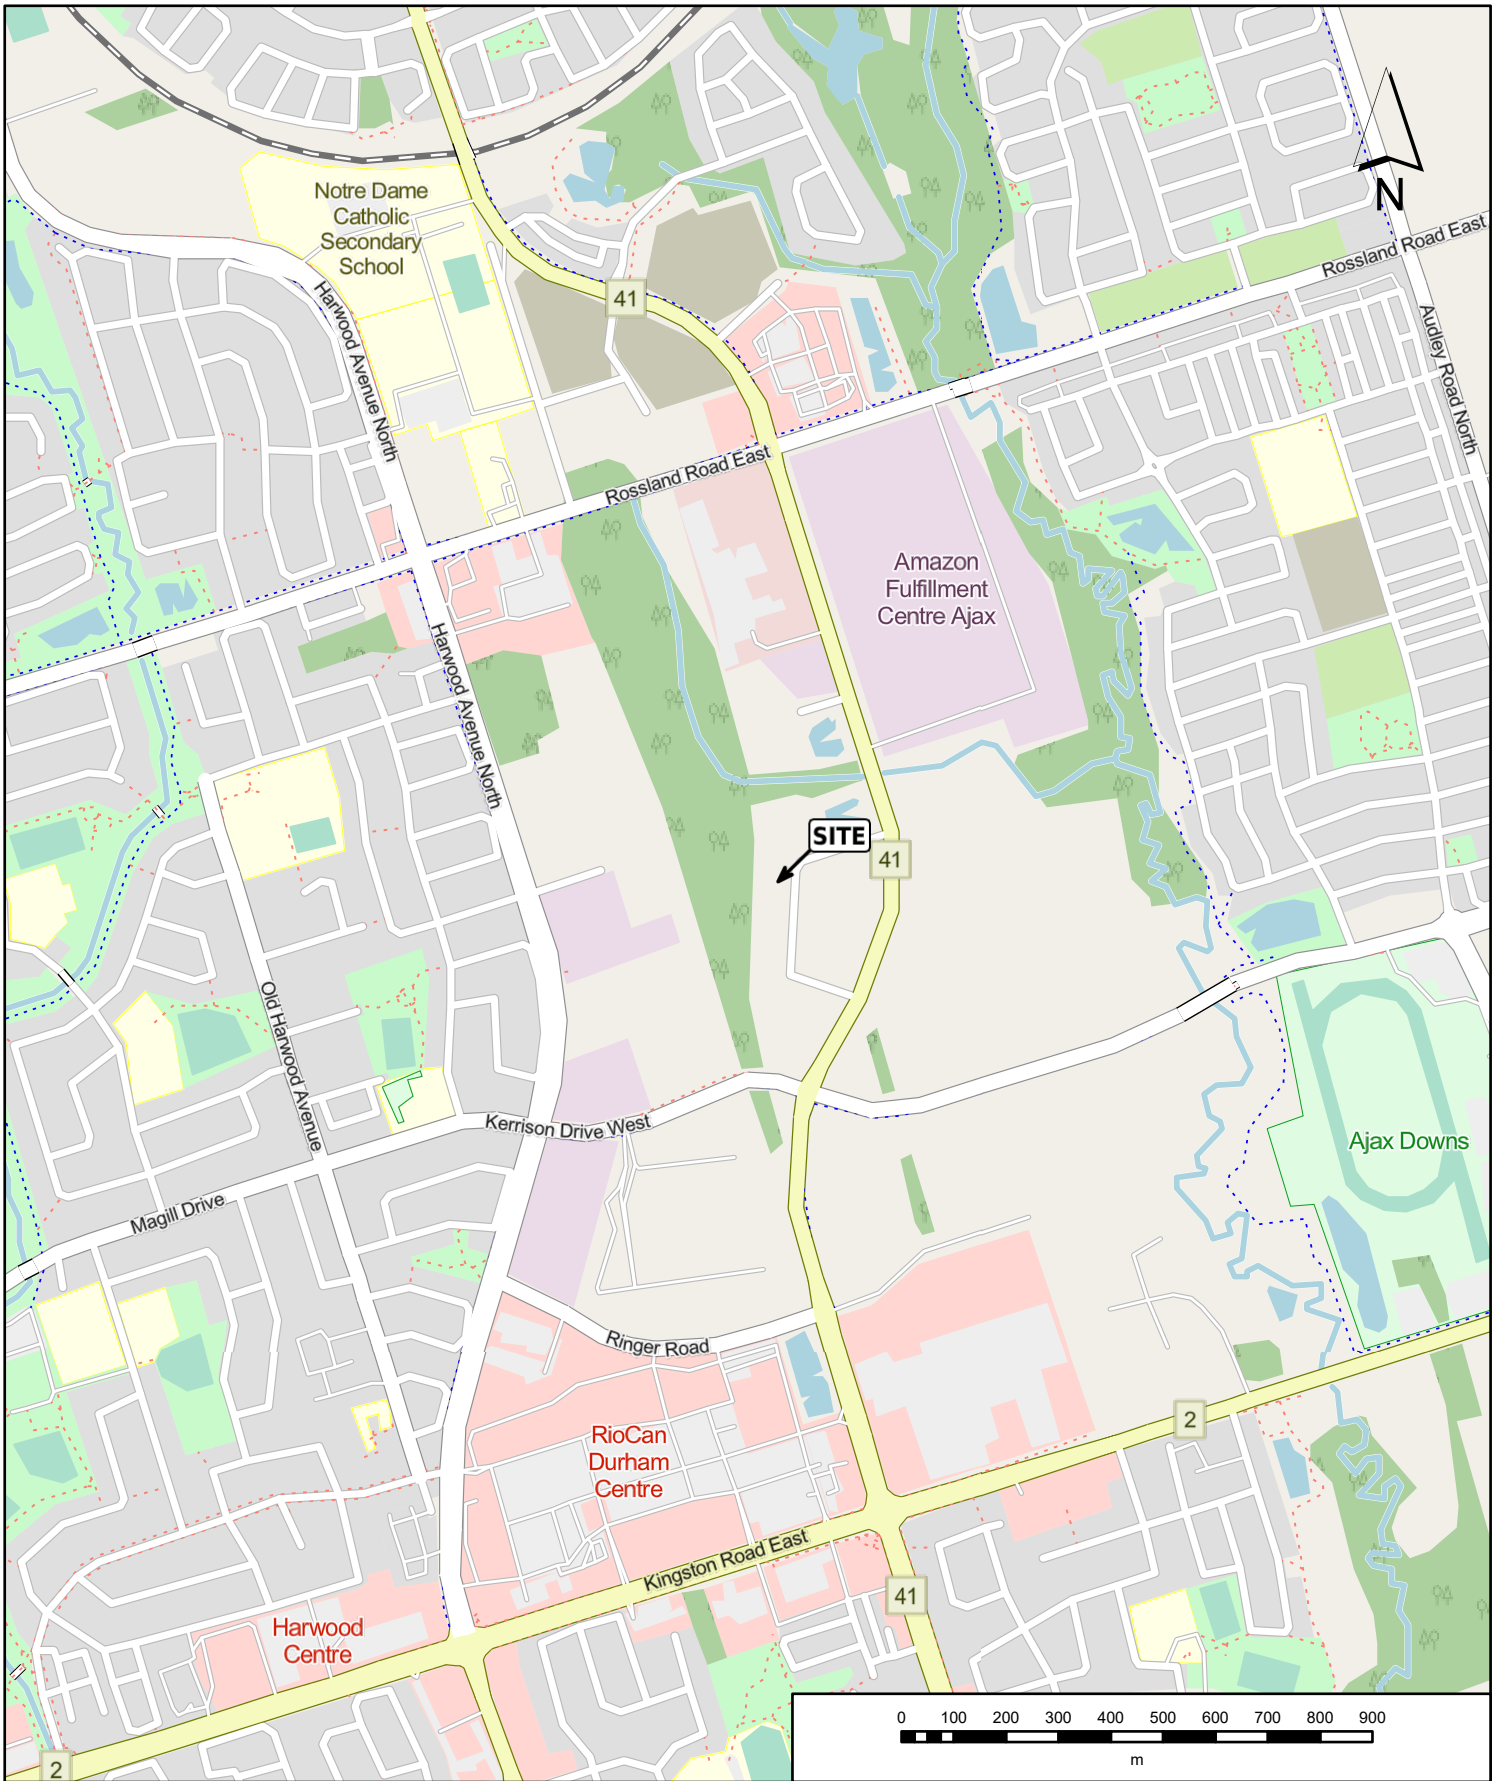 Notre Dame
Catholic
Secondary
School
N
Rossland Road East
41
Harwood Avenue North
Audley Road North
Rossland Road East
Amazon
Fulfillment
Centre Ajax
Harwood Avenue North
SITE
41
Old Harwood Avenue
Kerrison Drive West
Ajax Downs
Magill Drive
Ringer Road
2
RioCan
Durham
Centre
Kingston Road East
41
Harwood
Centre
0 100 200 300 400 500 600 700 800 900
m
2